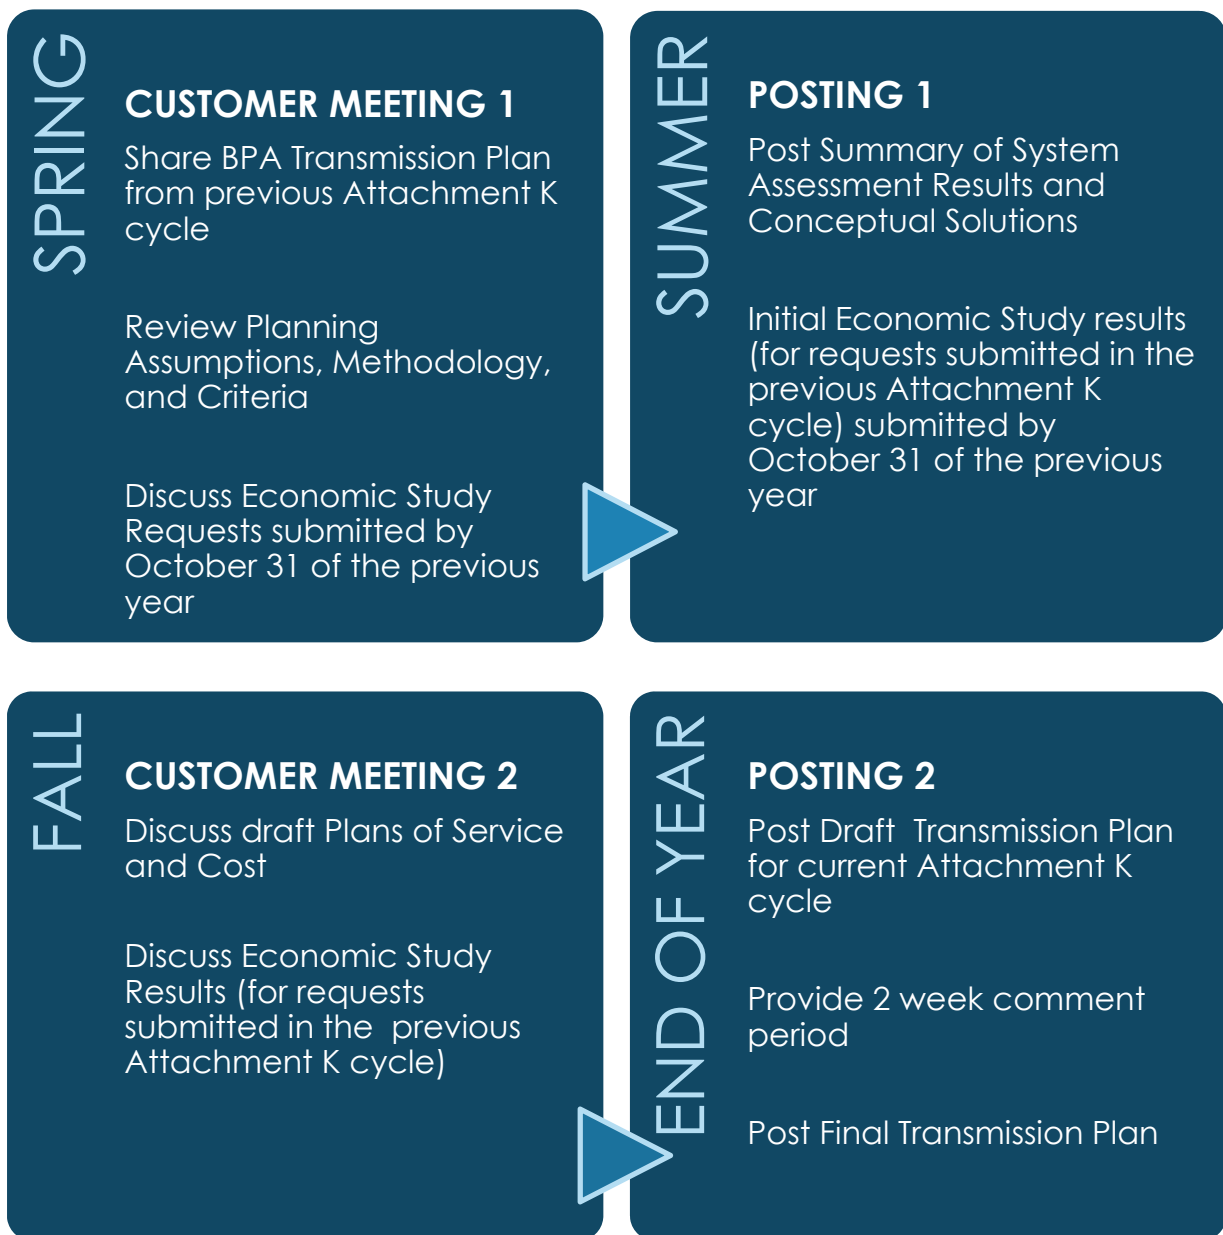 SPRING
CUSTOMER MEETING 1
Share BPA Transmission Plan
from previous Attachment K
cycle
Review Planning
Assumptions, Methodology,
and Criteria
Discuss Economic Study
Requests submitted by
October 31 of the previous
year
SUMMER
POSTING 1
Post Summary of System
Assessment Results and
Conceptual Solutions
Initial Economic Study results
(for requests submitted in the
previous Attachment K
cycle) submitted by
October 31 of the previous
year
FALL
CUSTOMER MEETING 2
Discuss draft Plans of Service
and Cost
Discuss Economic Study
Results (for requests
submitted in the  previous
Attachment K cycle)
END OF YEAR
POSTING 2
Post Draft  Transmission Plan
for current Attachment K
cycle
Provide 2 week comment
period
Post Final Transmission Plan